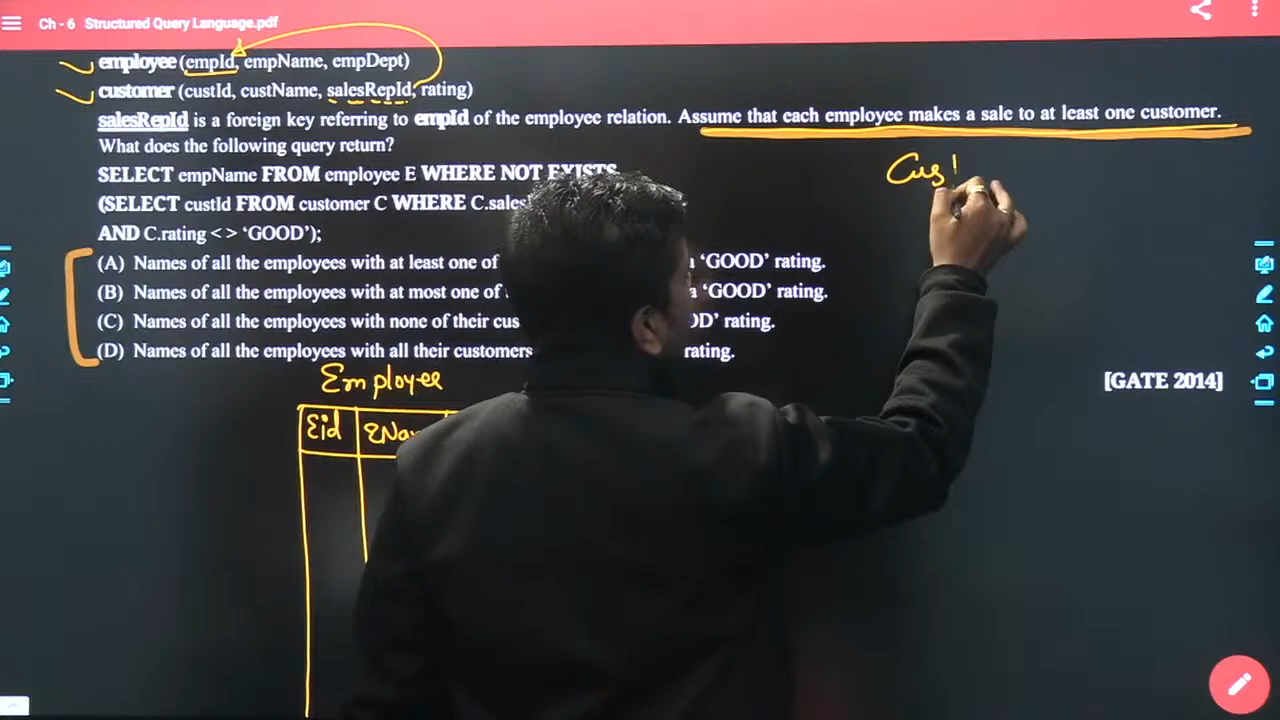 Ch - 6 Structured Query Language.pdf
employee (empId, empName, empDept)
customer (custId, custName, salesRepId, rating)
salesRepId is a foreign key referring to empId of the employee relation. Assume that each employee makes a sale to at least one customer.
What does the following query return?
SELECT empName FROM employee E WHERE NOT EXISTS
(SELECT custId FROM customer C WHERE
AND C.rating < > ‘GOOD’);
(A) Names of all the employees with at least one of ‘GOOD’ rating.
(B) Names of all the employees with at most one of ‘GOOD’ rating.
(C) Names of all the employees with none of their rating.
(D) Names of all the employees with all their customers rating.
[GATE 2014]
Employee
Eid